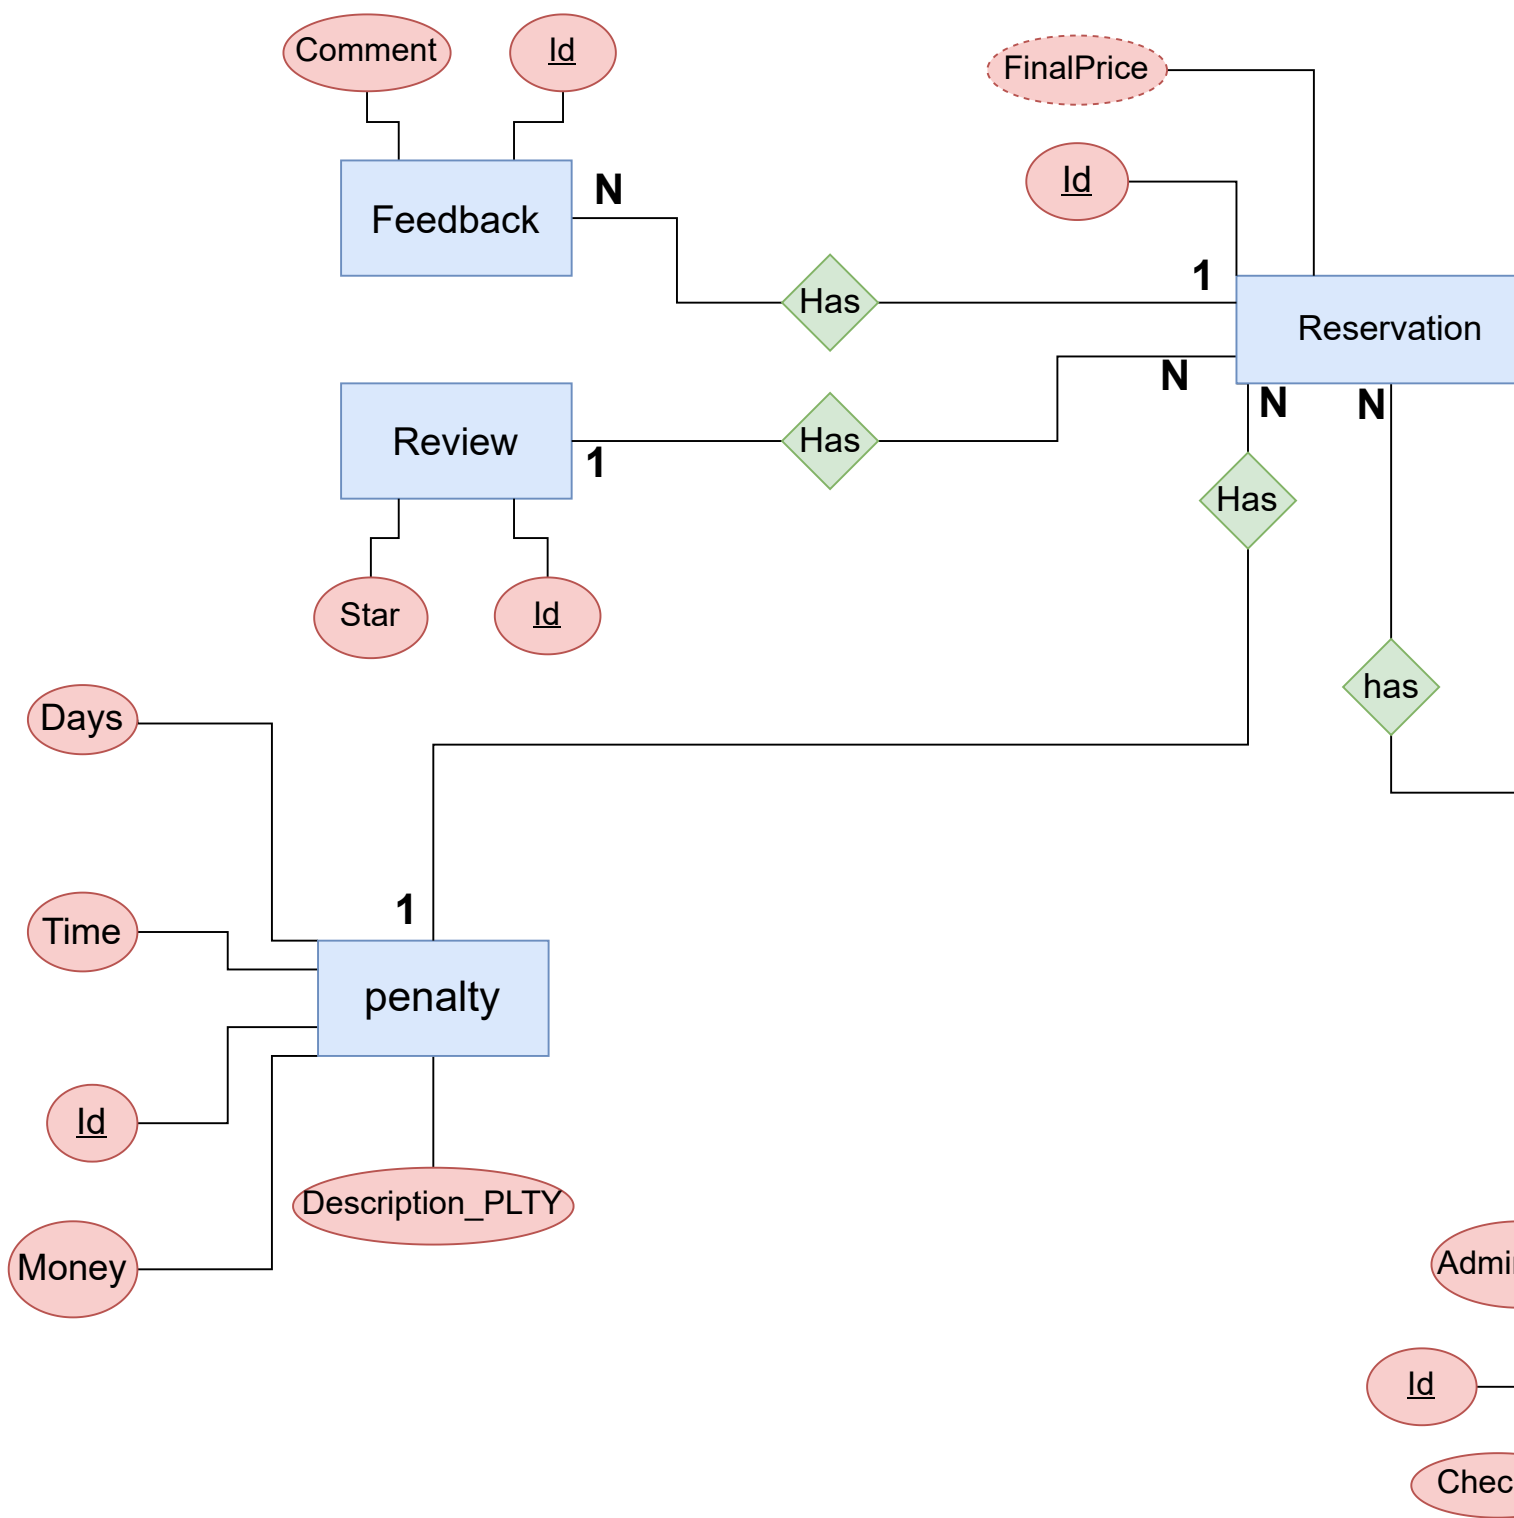 Comment
Id
FinalPrice
Id
Feedback
N
Has
1
Reservation
Review
1
Has
N
N
N
Has
Star
Id
has
Days
Time
1
penalty
Id
Description_PLTY
Money
Id